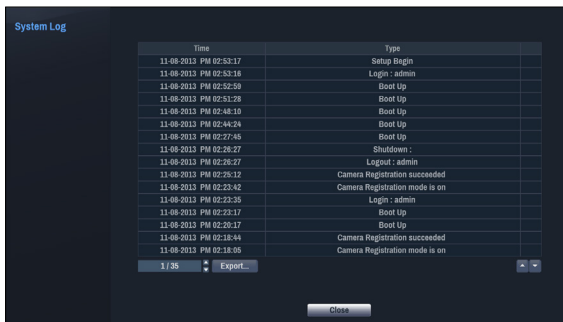 System Log
Time Type
11-08-2013 PM 02:53:17 Setup Begin
11-08-2013 PM 02:53:16 Login : admin
11-08-2013 PM 02:52:59 Boot Up
11-08-2013 PM 02:51:28 Boot Up
11-08-2013 PM 02:48:10 Boot Up
11-08-2013 PM 02:44:24 Boot Up
11-08-2013 PM 02:27:45 Boot Up
11-08-2013 PM 02:26:27 Shutdown :
11-08-2013 PM 02:26:27 Logout : admin
11-08-2013 PM 02:25:12 Camera Registration succeeded
11-08-2013 PM 02:23:42 Camera Registration mode is on
11-08-2013 PM 02:23:35 Login : admin
11-08-2013 PM 02:23:17 Boot Up
11-08-2013 PM 02:20:17 Boot Up
11-08-2013 PM 02:18:44 Camera Registration succeeded
11-08-2013 PM 02:18:05 Camera Registration mode is on
1 / 35 Export...
Close